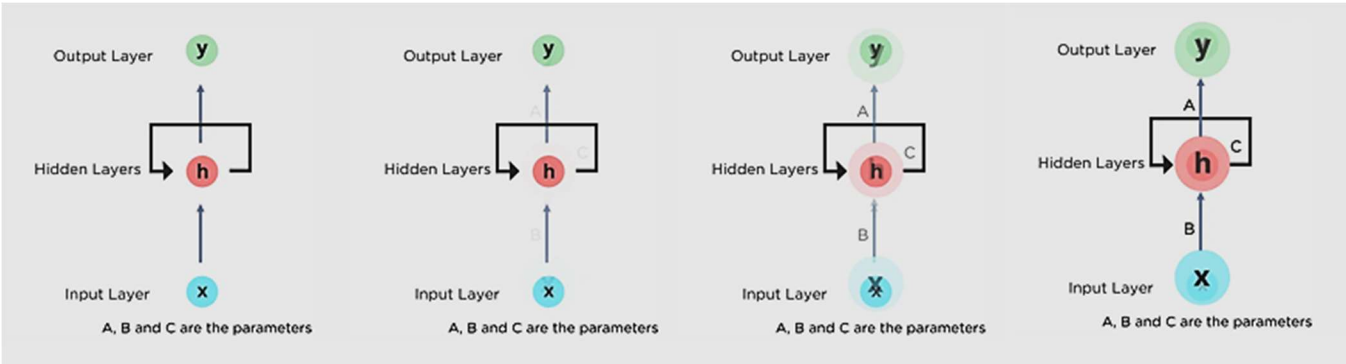 y
Output Layer
Hidden Layers
h
Input Layer
x
A, B and C are the parameters
y
Output Layer
A
C
Hidden Layers
h
B
Input Layer
x
A, B and C are the parameters
y
Output Layer
A
C
Hidden Layers
h
B
Input Layer
x
A, B and C are the parameters
y
Output Layer
A
C
Hidden Layers
h
B
Input Layer
x
A, B and C are the parameters